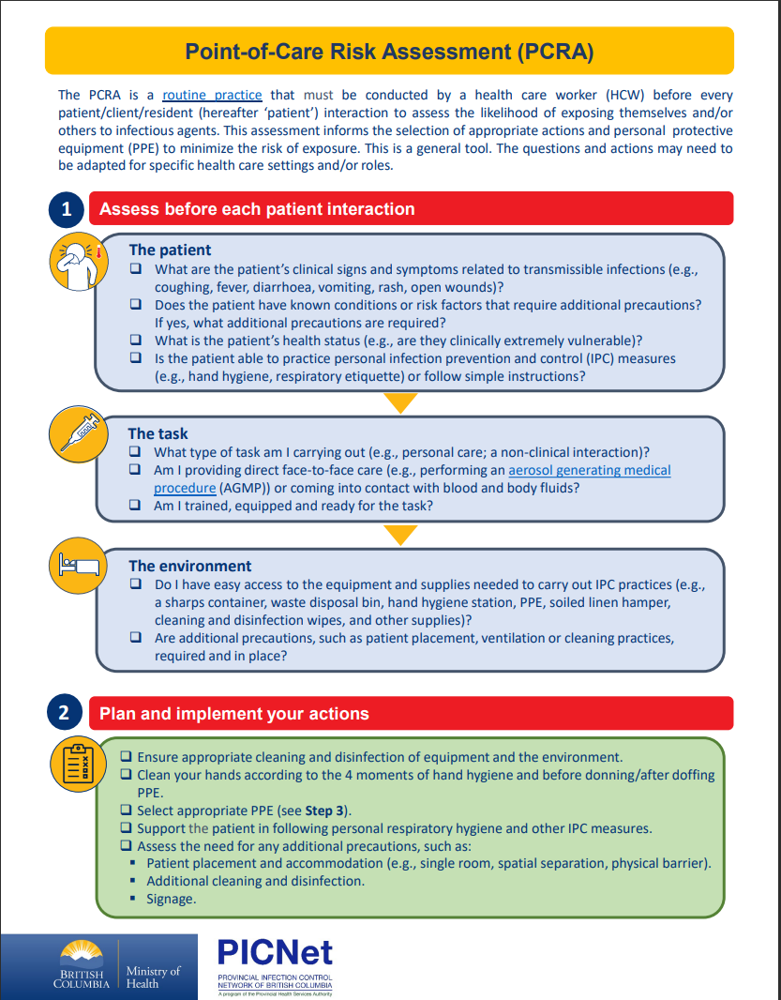 Point-of-Care Risk Assessment (PCRA)
The PCRA is a routine practice that must be conducted by a health care worker (HCW) before every
patient/client/resident (hereafter ‘patient’) interaction to assess the likelihood of exposing themselves and/or
others to infectious agents. This assessment informs the selection of appropriate actions and personal protective
equipment (PPE) to minimize the risk of exposure. This is a general tool. The questions and actions may need to
be adapted for specific health care settings and/or roles.
1 Assess before each patient interaction
The patient
❑ What are the patient’s clinical signs and symptoms related to transmissible infections (e.g.,
coughing, fever, diarrhoea, vomiting, rash, open wounds)?
❑ Does the patient have known conditions or risk factors that require additional precautions?
If yes, what additional precautions are required?
❑ What is the patient’s health status (e.g., are they clinically extremely vulnerable)?
❑ Is the patient able to practice personal infection prevention and control (IPC) measures
(e.g., hand hygiene, respiratory etiquette) or follow simple instructions?
The task
❑ What type of task am I carrying out (e.g., personal care; a non-clinical interaction)?
❑ Am I providing direct face-to-face care (e.g., performing an aerosol generating medical
procedure (AGMP)) or coming into contact with blood and body fluids?
❑ Am I trained, equipped and ready for the task?
The environment
❑ Do I have easy access to the equipment and supplies needed to carry out IPC practices (e.g.,
a sharps container, waste disposal bin, hand hygiene station, PPE, soiled linen hamper,
cleaning and disinfection wipes, and other supplies)?
❑ Are additional precautions, such as patient placement, ventilation or cleaning practices,
required and in place?
2 Plan and implement your actions
❑ Ensure appropriate cleaning and disinfection of equipment and the environment.
❑ Clean your hands according to the 4 moments of hand hygiene and before donning/after doffing
PPE.
❑ Select appropriate PPE (see Step 3).
❑ Support the patient in following personal respiratory hygiene and other IPC measures.
❑ Assess the need for any additional precautions, such as:
▪ Patient placement and accommodation (e.g., single room, spatial separation, physical barrier).
▪ Additional cleaning and disinfection.
▪ Signage.
BRITISH
COLUMBIA
Ministry of
Health
PICNet
PROVINCIAL INFECTION CONTROL
NETWORK OF BRITISH COLUMBIA
A program of the Provincial Health Services Authority